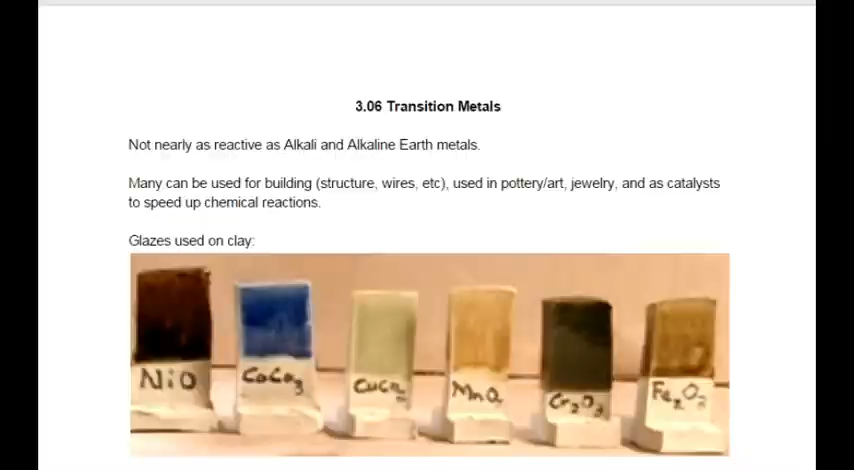 3.06 Transition Metals
Not nearly as reactive as Alkali and Alkaline Earth metals.
Many can be used for building (structure, wires, etc), used in pottery/art, jewelry, and as catalysts
to speed up chemical reactions.
Glazes used on clay:
NiO CoCo₃ MnO₂ Cr₂O₃ Fe₂O₃